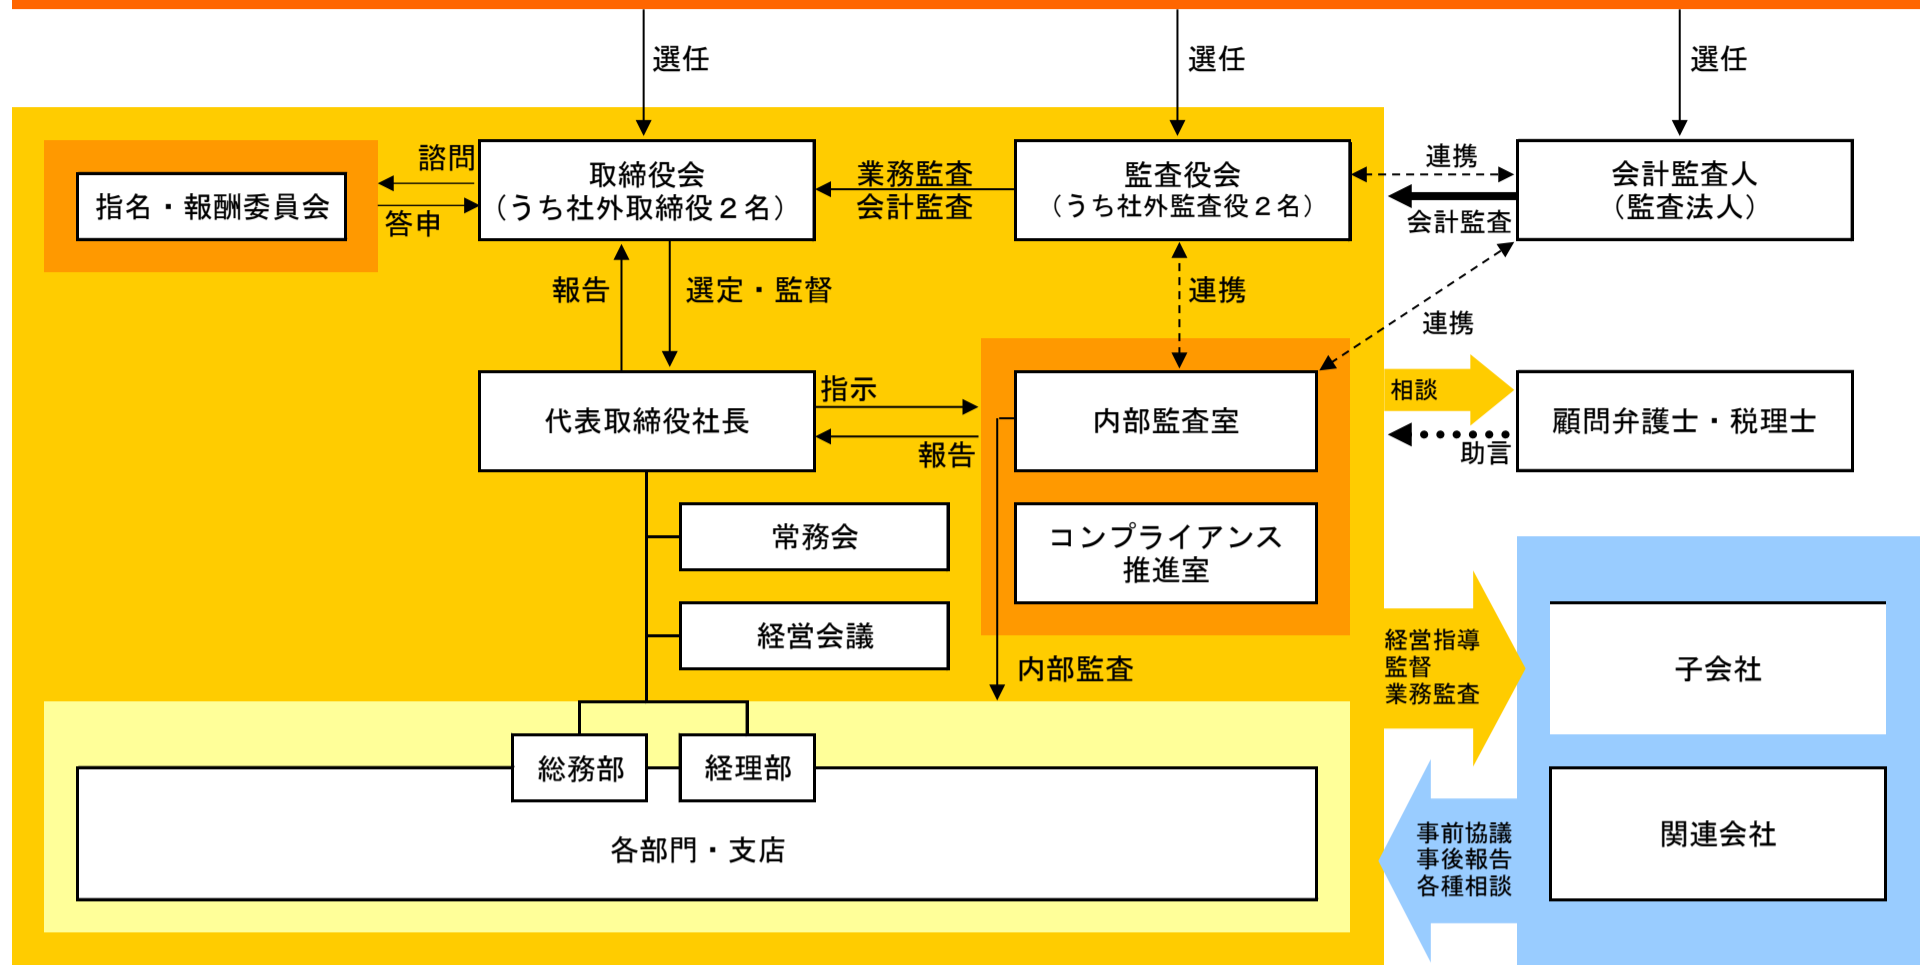 選任
選任
選任
諮問
指名・報酬委員会
答申
取締役会
（うち社外取締役２名）
業務監査
会計監査
監査役会
（うち社外監査役２名）
連携
会計監査
会計監査人
（監査法人）
報告
選定・監督
連携
連携
代表取締役社長
指示
報告
内部監査室
相談
助言
顧問弁護士・税理士
常務会
コンプライアンス
推進室
経営会議
内部監査
経営指導
監督
業務監査
子会社
総務部
経理部
各部門・支店
事前協議
事後報告
各種相談
関連会社